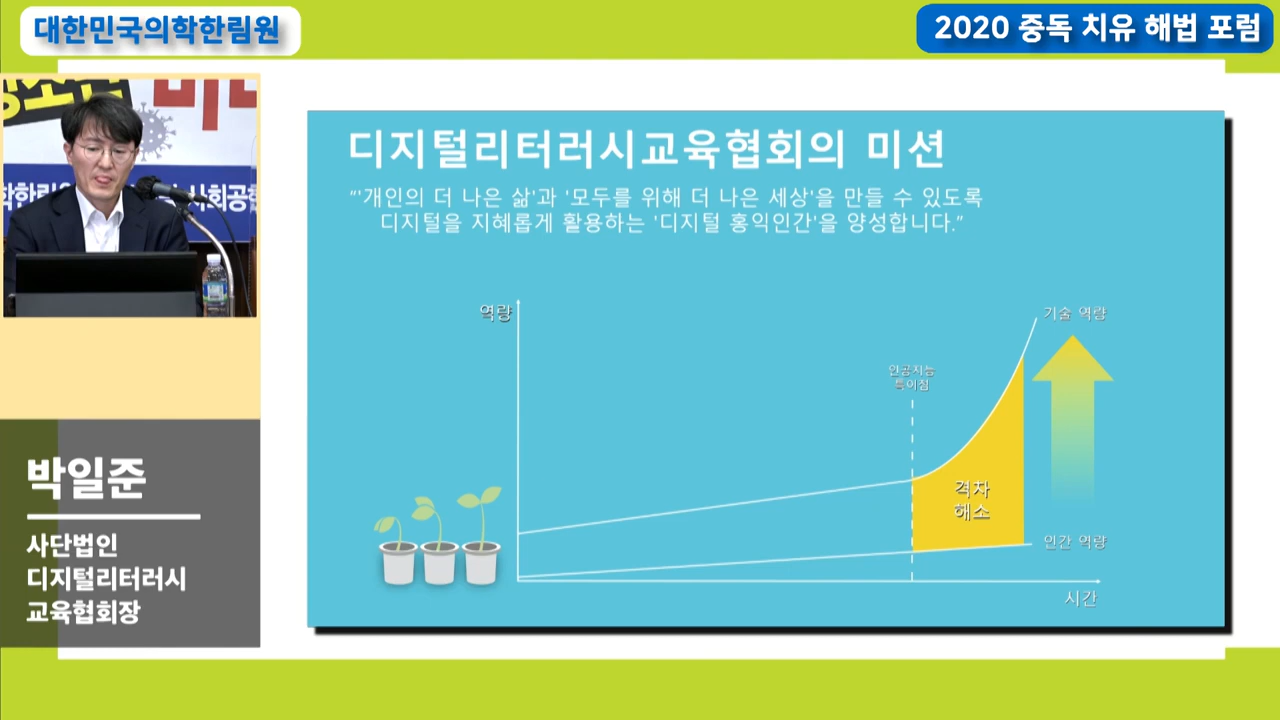 대한민국의학한림원
2020 중독 치유 해법 포럼
사회공헌
박일준
사단법인
디지털리터러시
교육협회장
디지털리터러시교육협회의 미션
"'개인의 더 나은 삶'과 '모두를 위해 더 나은 세상'을 만들 수 있도록
디지털을 지혜롭게 활용하는 '디지털 홍익인간'을 양성합니다."
역량
기술 역량
인공지능
특이점
격차
해소
인간 역량
시간